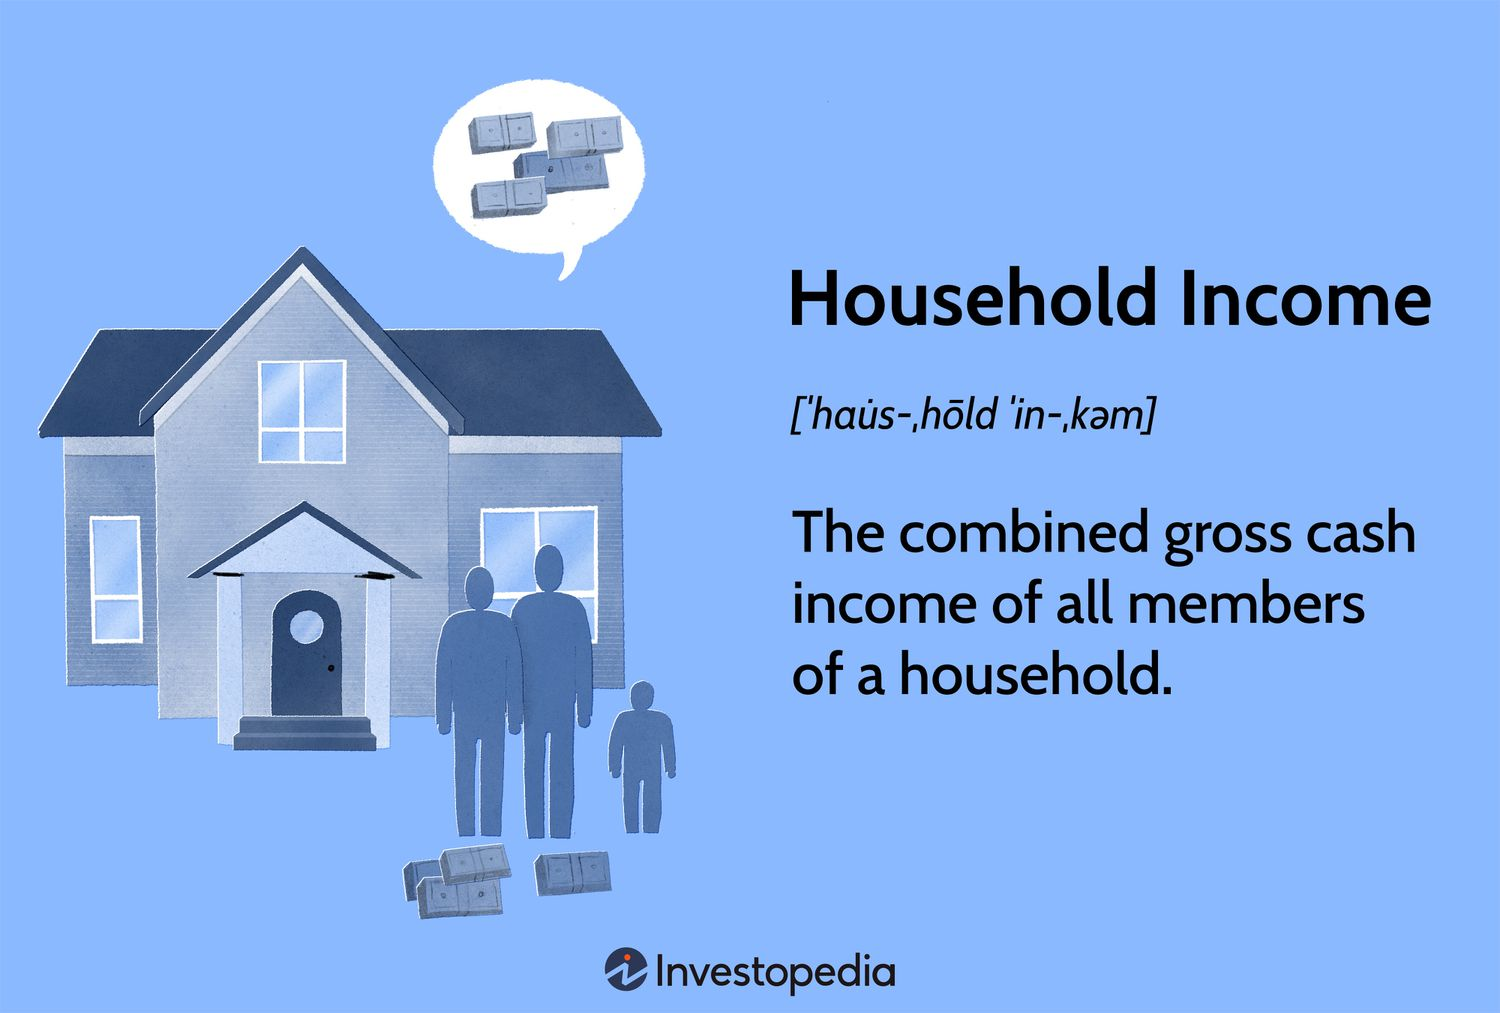 Household Income
[ˈhau̇s-ˌhōld ˈin-ˌkəm]
The combined gross cash
income of all members
of a household.
Investopedia